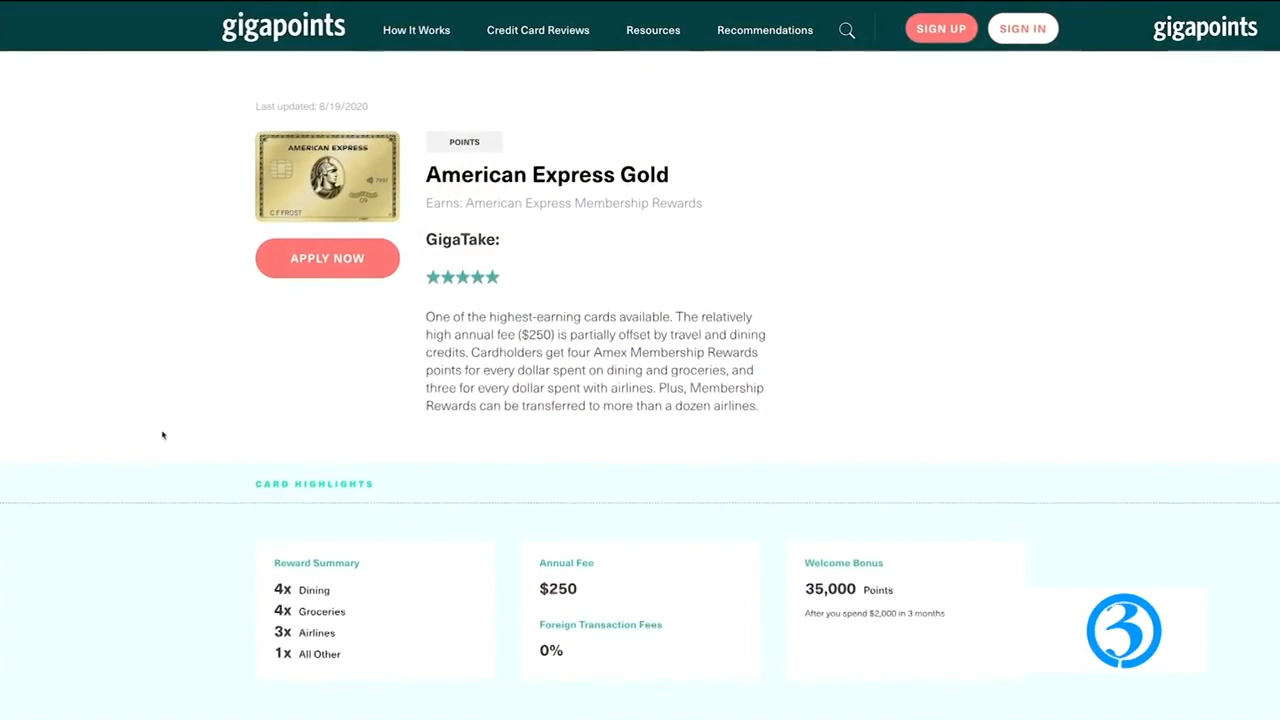 gigapoints
How It Works
Credit Card Reviews
Resources
Recommendations
SIGN UP
SIGN IN
gigapoints
Last updated: 8/19/2020
AMERICAN EXPRESS
C F FROST
APPLY NOW
POINTS
American Express Gold
Earns: American Express Membership Rewards
GigaTake:
One of the highest-earning cards available. The relatively
high annual fee ($250) is partially offset by travel and dining
credits. Cardholders get four Amex Membership Rewards
points for every dollar spent on dining and groceries, and
three for every dollar spent with airlines. Plus, Membership
Rewards can be transferred to more than a dozen airlines.
CARD HIGHLIGHTS
Reward Summary
4x Dining
4x Groceries
3x Airlines
1x All Other
Annual Fee
$250
Foreign Transaction Fees
0%
Welcome Bonus
35,000 Points
After you spend $2,000 in 3 months
3